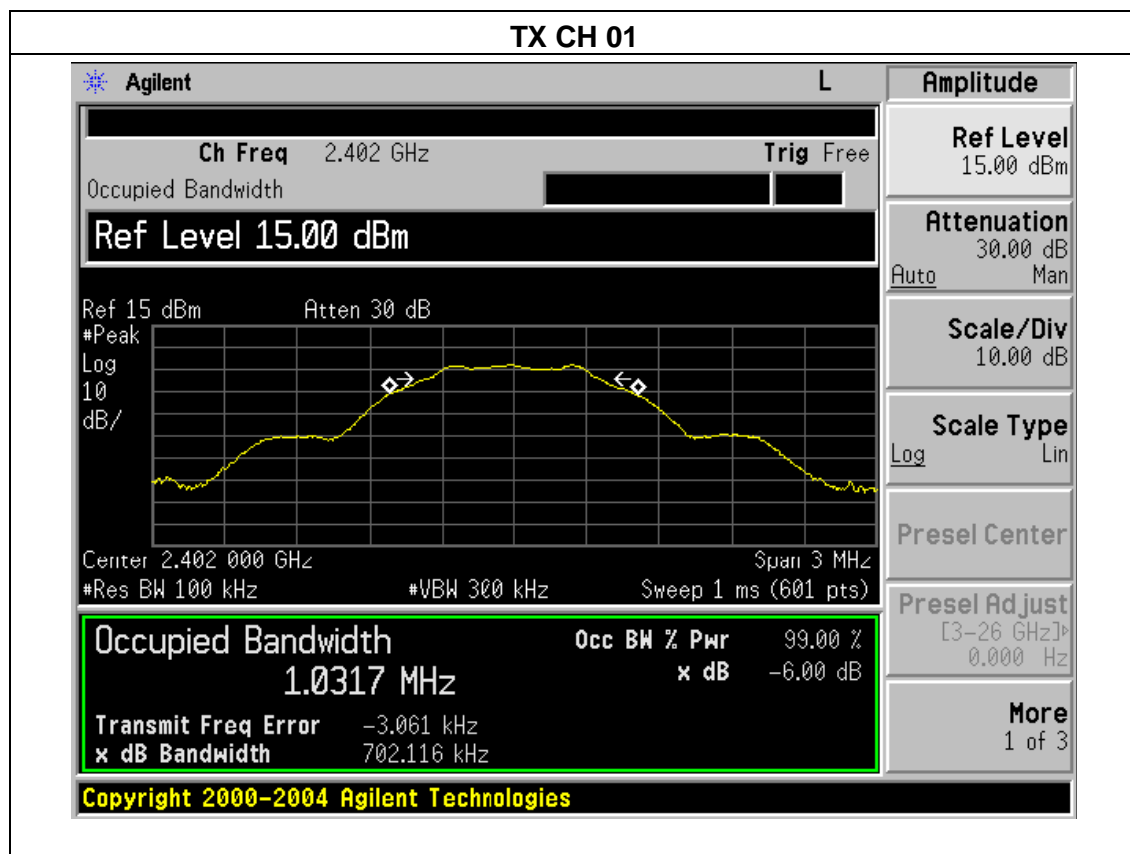 TX CH 01
Agilent L
Ch Freq 2.402 GHz Trig Free
Occupied Bandwidth
Ref Level 15.00 dBm
Ref 15 dBm Atten 30 dB
#Peak
Log
10
dB/
Center 2.402 000 GHz Span 3 MHz
#Res BW 100 kHz #VBW 300 kHz Sweep 1 ms (601 pts)
Occupied Bandwidth Occ BW % Pwr 99.00 %
1.0317 MHz x dB -6.00 dB
Transmit Freq Error -3.061 kHz
x dB Bandwidth 702.116 kHz
Copyright 2000-2004 Agilent Technologies
Amplitude
Ref Level
15.00 dBm
Attenuation
30.00 dB
Auto Man
Scale/Div
10.00 dB
Scale Type
Log Lin
Presel Center
Presel Adjust
[3-26 GHz]
0.000 Hz
More
1 of 3